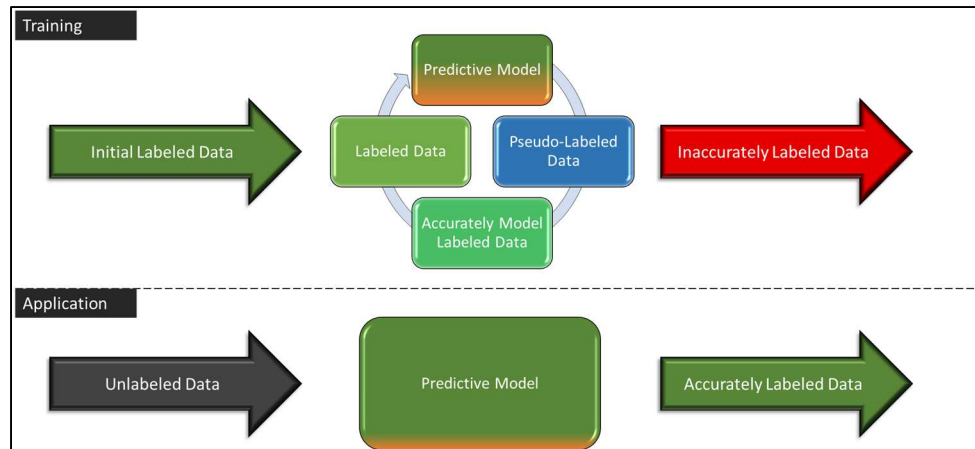 Training
Predictive Model
Initial Labeled Data
Labeled Data
Pseudo-Labeled
Data
Inaccurately Labeled Data
Accurately Model
Labeled Data
Application
Unlabeled Data
Predictive Model
Accurately Labeled Data